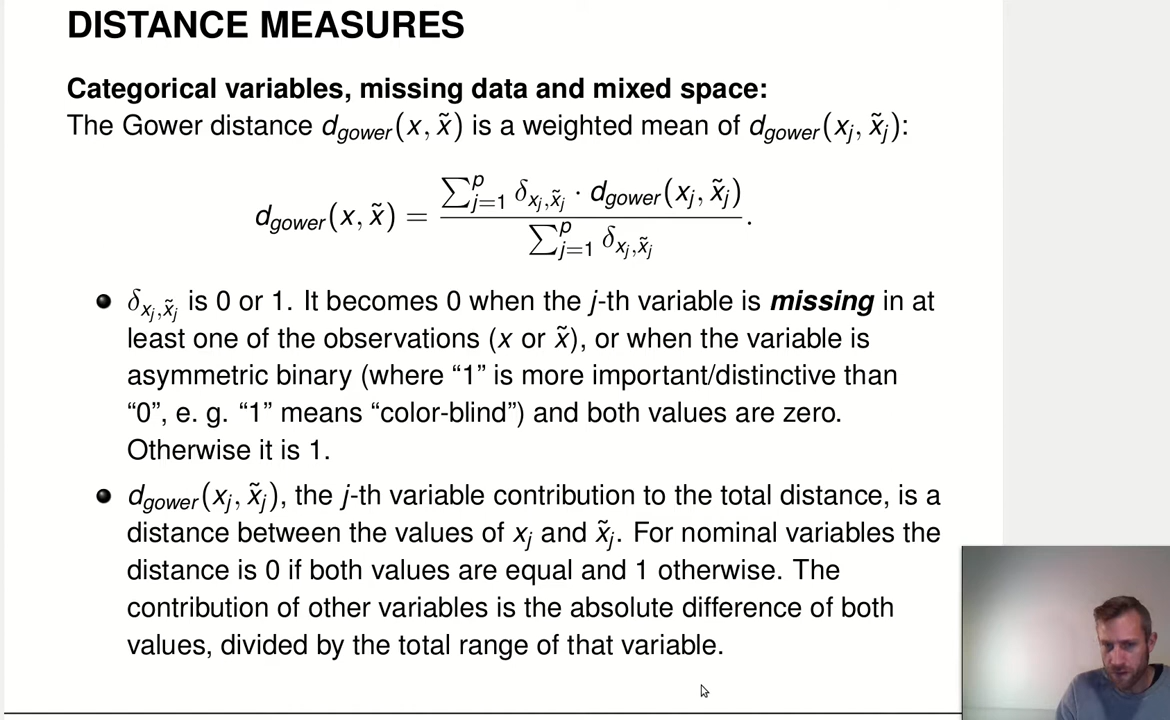 DISTANCE MEASURES
Categorical variables, missing data and mixed space:
The Gower distance d_gower(x, x̃) is a weighted mean of d_gower(x_j, x̃_j):
d_gower(x, x̃) = \frac{∑_{j=1}^{p} δ_{x_j,x̃_j} · d_gower(x_j, x̃_j)}{∑_{j=1}^{p} δ_{x_j,x̃_j}}.
● δ_{x_j,x̃_j} is 0 or 1. It becomes 0 when the j-th variable is missing in at
least one of the observations (x or x̃), or when the variable is
asymmetric binary (where “1” is more important/distinctive than
“0”, e. g. “1” means “color-blind”) and both values are zero.
Otherwise it is 1.
● d_gower(x_j, x̃_j), the j-th variable contribution to the total distance, is a
distance between the values of x_j and x̃_j. For nominal variables the
distance is 0 if both values are equal and 1 otherwise. The
contribution of other variables is the absolute difference of both
values, divided by the total range of that variable.